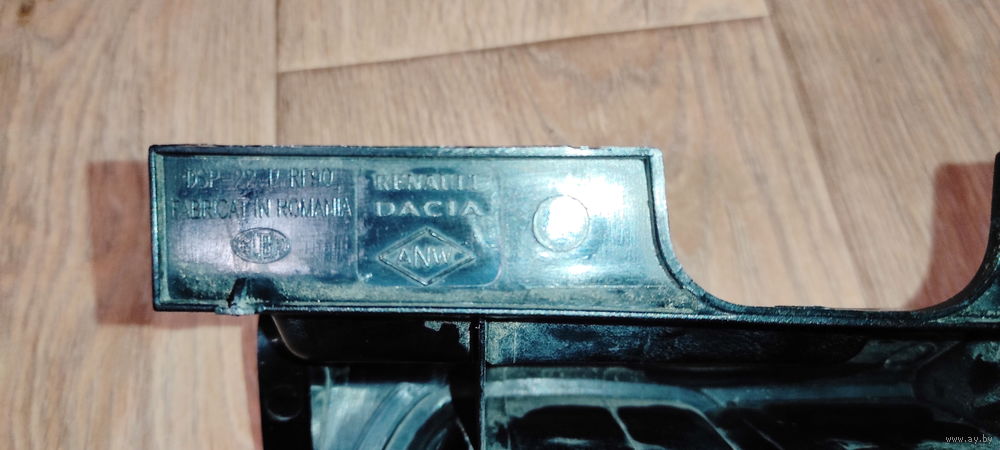 FABRICAT IN ROMANIA
RENAULT
DACIA
ANW
www.ay.by